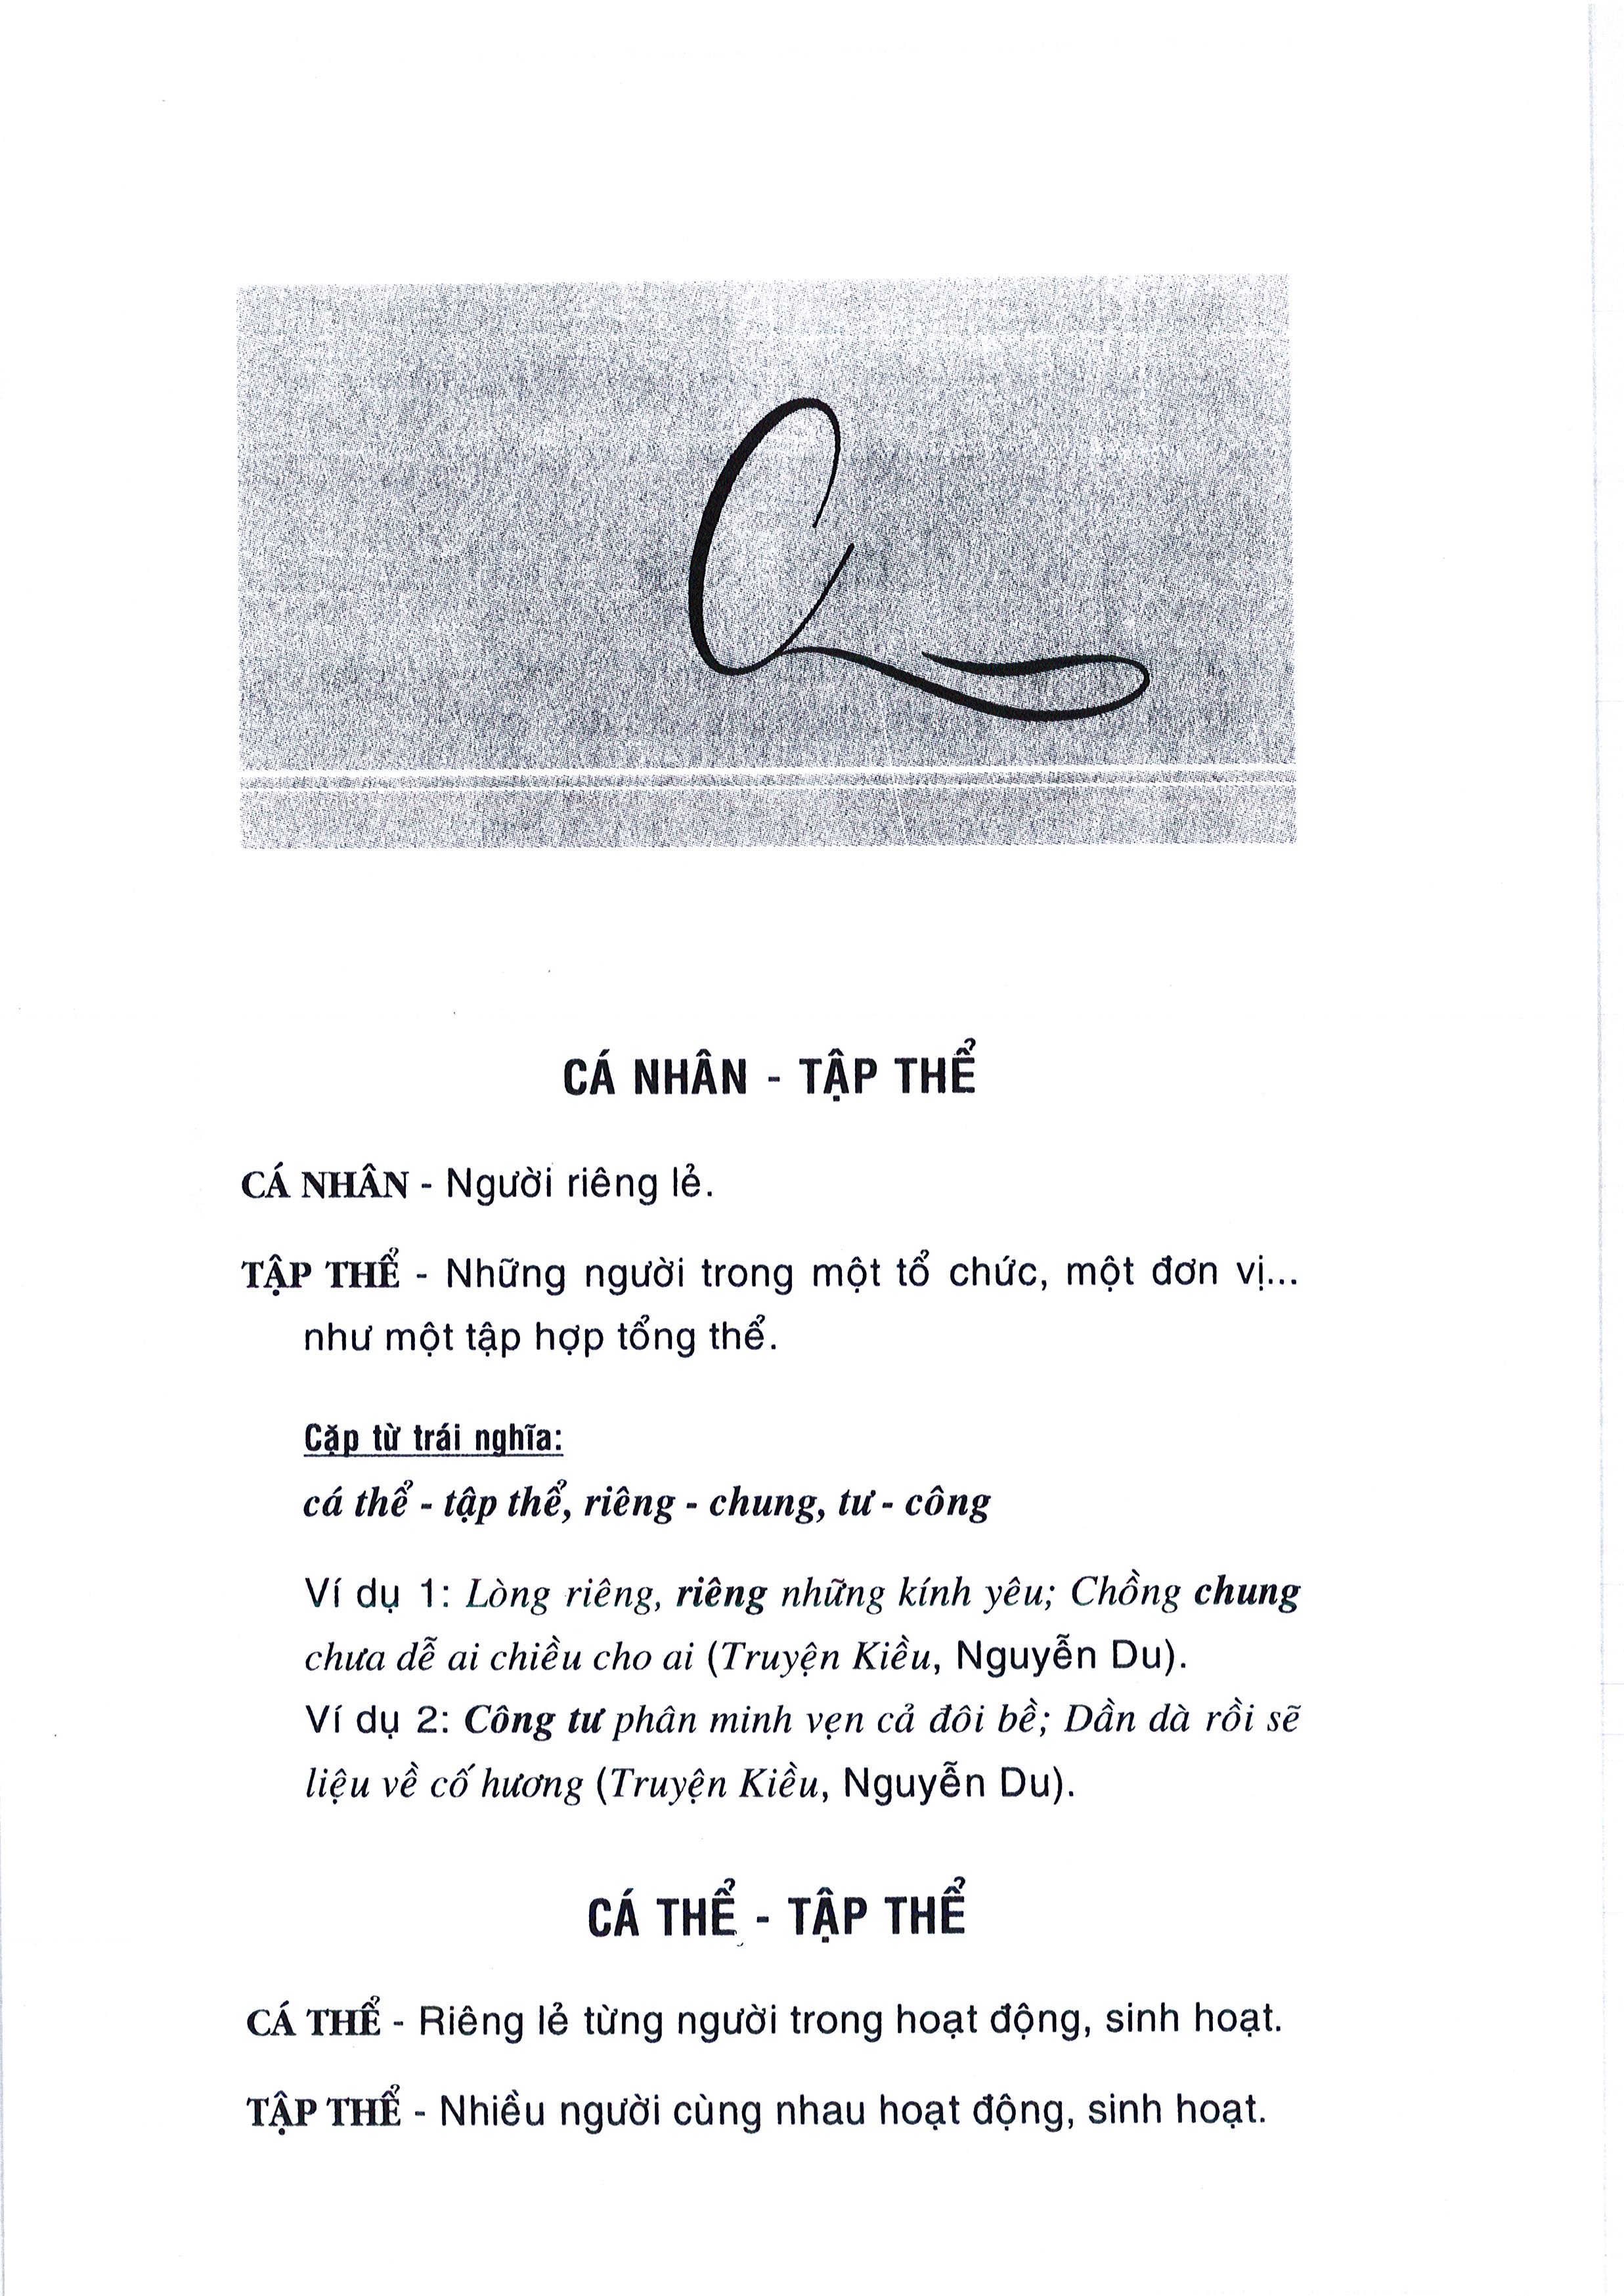 C
CÁ NHÂN - TẬP THỂ
CÁ NHÂN - Người riêng lẻ.
TẬP THỂ - Những người trong một tổ chức, một đơn vị...
như một tập hợp tổng thể.
Cặp từ trái nghĩa:
cá thể - tập thể, riêng - chung, tư - công
Ví dụ 1: Lòng riêng, riêng những kính yêu; Chồng chung
chưa dễ ai chiều cho ai (Truyện Kiều, Nguyễn Du).
Ví dụ 2: Công tư phân minh vẹn cả đôi bề; Dần dà rồi sẽ
liệu về cố hương (Truyện Kiều, Nguyễn Du).
CÁ THỂ - TẬP THỂ
CÁ THỂ - Riêng lẻ từng người trong hoạt động, sinh hoạt.
TẬP THỂ - Nhiều người cùng nhau hoạt động, sinh hoạt.